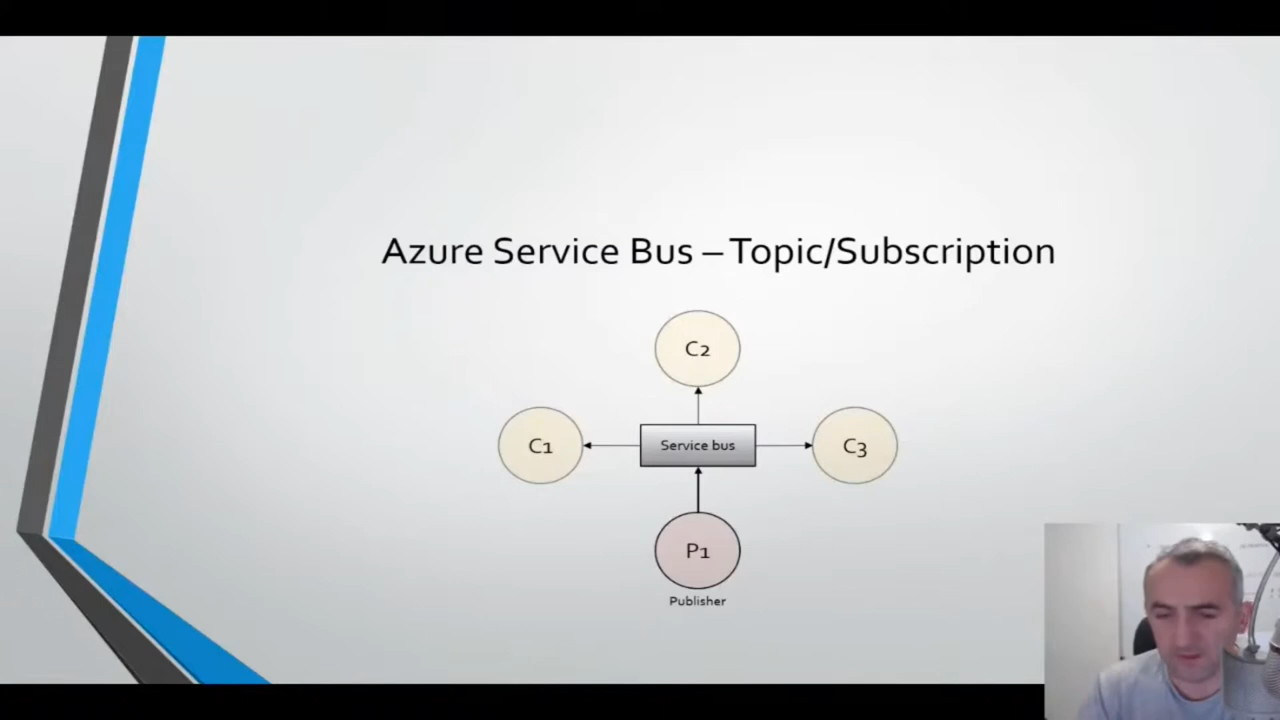 Azure Service Bus – Topic/Subscription
C2
C1
Service bus
C3
P1
Publisher